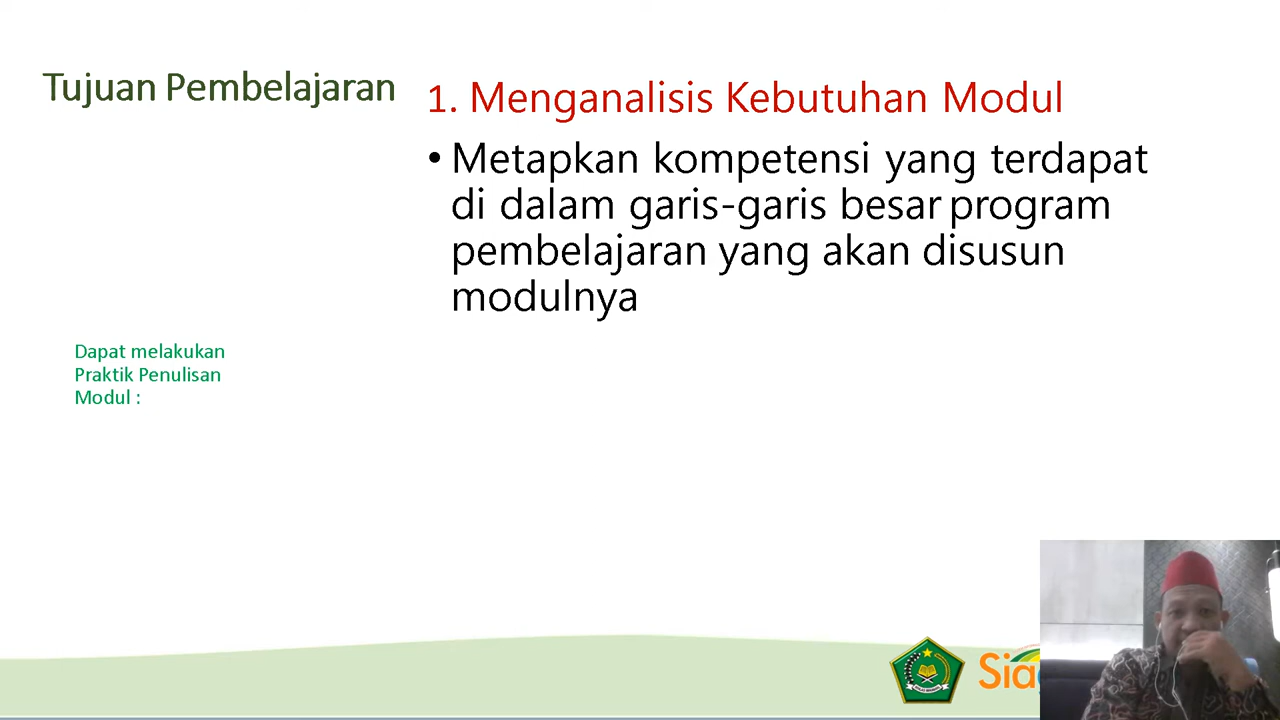 Tujuan Pembelajaran
1. Menganalisis Kebutuhan Modul
• Metapkan kompetensi yang terdapat
di dalam garis-garis besar program
pembelajaran yang akan disusun
modulnya
Dapat melakukan
Praktik Penulisan
Modul :